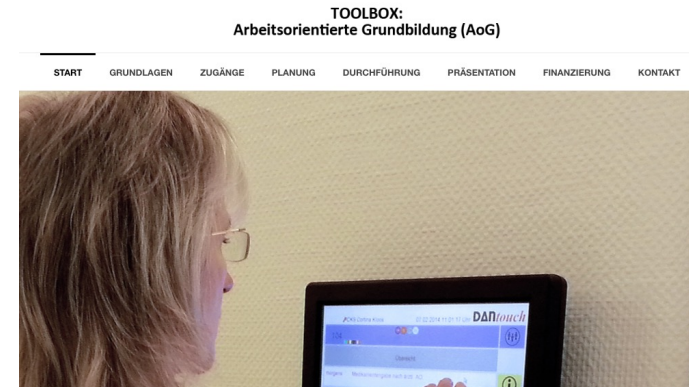 TOOLBOX:
Arbeitsorientierte Grundbildung (AoG)
START GRUNDLAGEN ZUGÄNGE PLANUNG DURCHFÜHRUNG PRÄSENTATION FINANZIERUNG KONTAKT
DANtouch
Übersicht